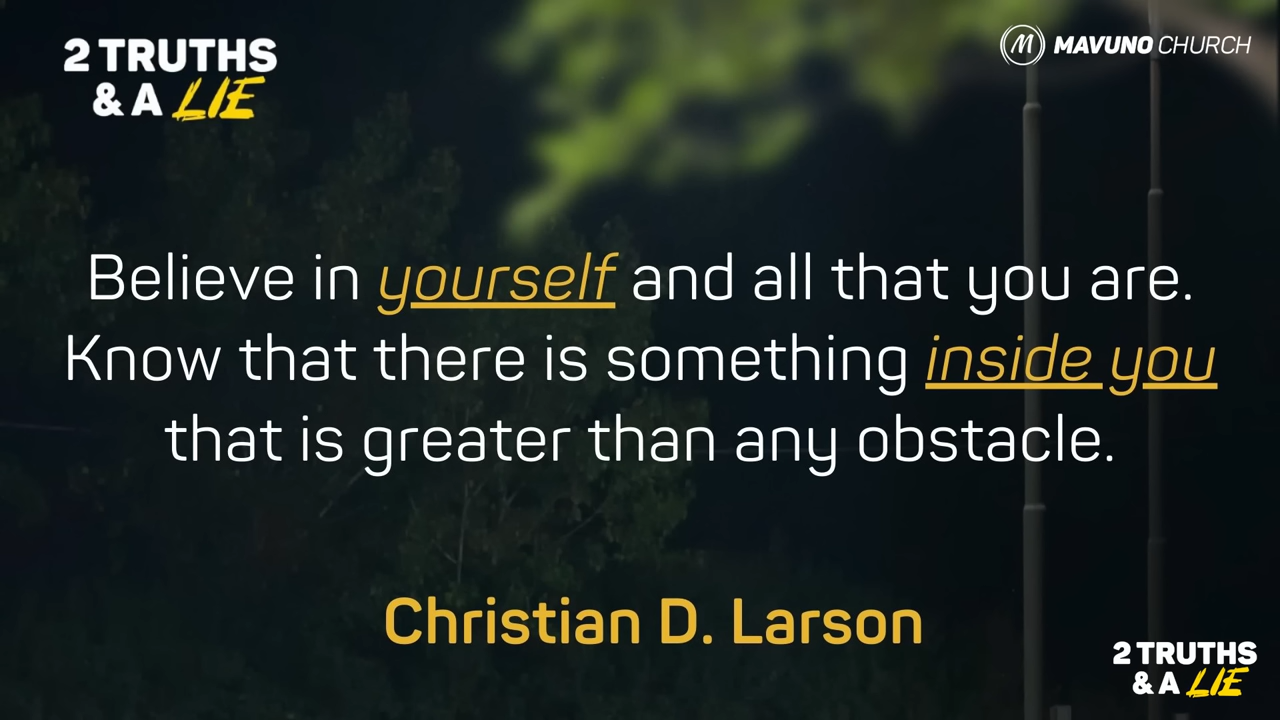 2 TRUTHS
& A LIE
MAVUNO CHURCH
Believe in yourself and all that you are.
Know that there is something inside you
that is greater than any obstacle.
Christian D. Larson
2 TRUTHS
& A LIE